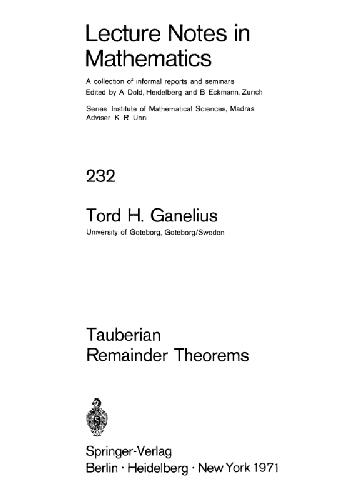 Lecture Notes in
Mathematics
A collection of informal reports and seminars
Edited by A. Dold, Heidelberg and B. Eckmann, Zürich
Series: Institute of Mathematical Sciences, Madras
Adviser: K. R. Unni
232
Tord H. Ganelius
University of Göteborg, Göteborg/Sweden
Tauberian
Remainder Theorems
Springer-Verlag
Berlin · Heidelberg · New York 1971